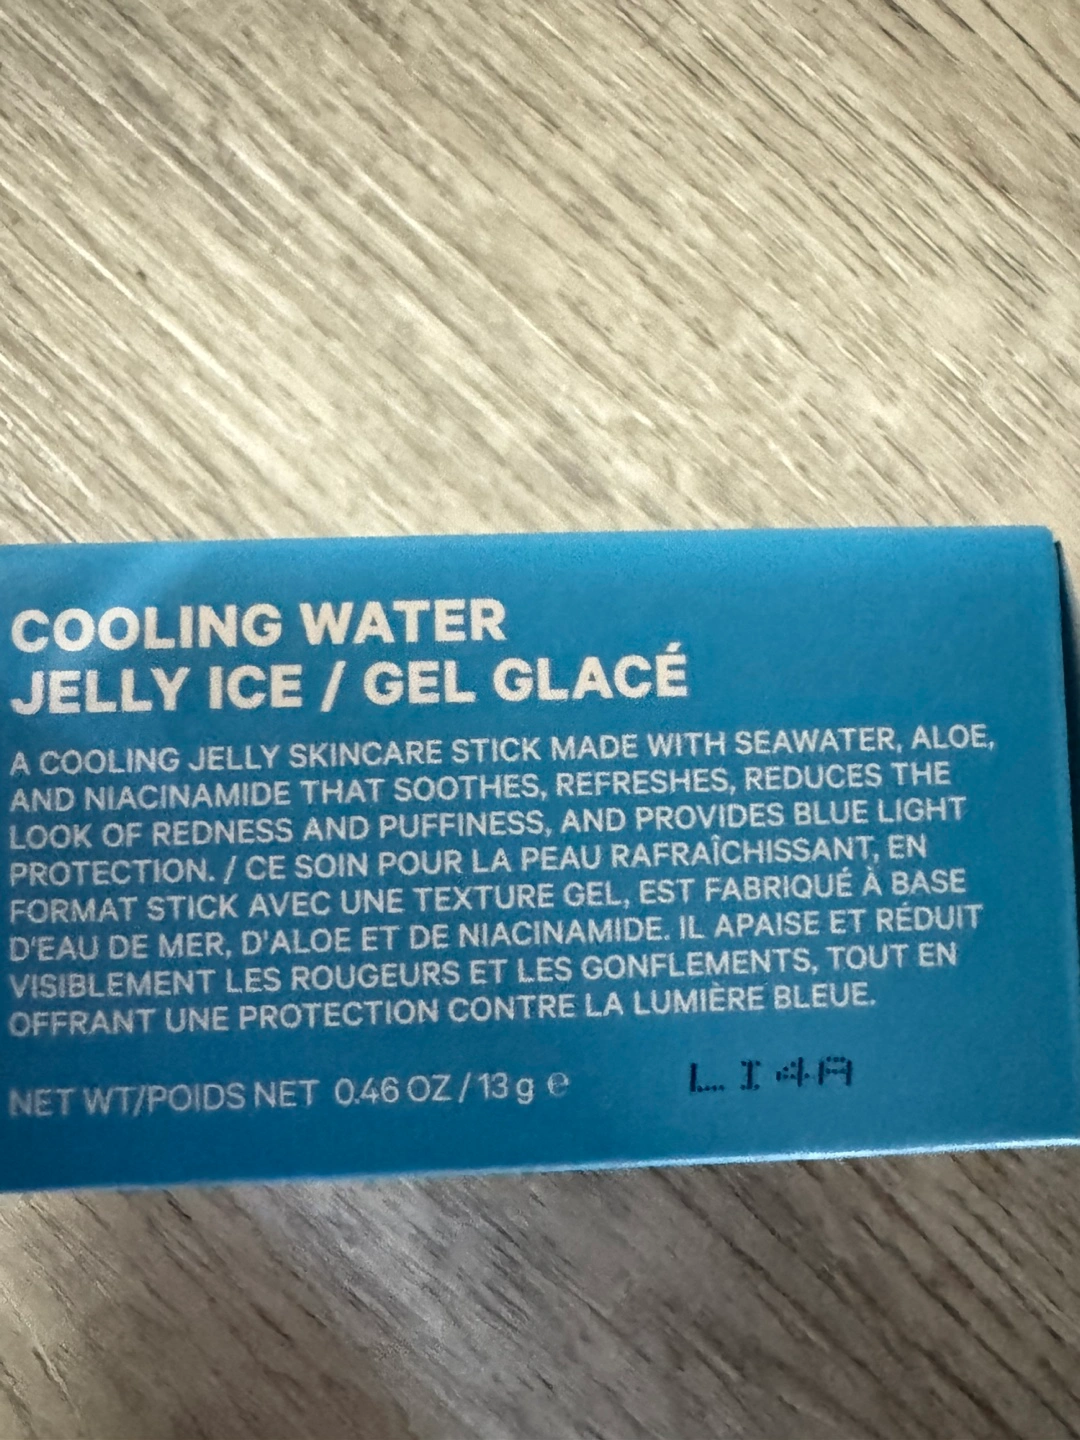 COOLING WATER
JELLY ICE / GEL GLACÉ
A COOLING JELLY SKINCARE STICK MADE WITH SEAWATER, ALOE,
AND NIACINAMIDE THAT SOOTHES, REFRESHES, REDUCES THE
LOOK OF REDNESS AND PUFFINESS, AND PROVIDES BLUE LIGHT
PROTECTION. / CE SOIN POUR LA PEAU RAFRAÎCHISSANT, EN
FORMAT STICK AVEC UNE TEXTURE GEL, EST FABRIQUÉ À BASE
D'EAU DE MER, D'ALOE ET DE NIACINAMIDE. IL APAISE ET RÉDUIT
VISIBLEMENT LES ROUGEURS ET LES GONFLEMENTS, TOUT EN
OFFRANT UNE PROTECTION CONTRE LA LUMIÈRE BLEUE.
NET WT/POIDS NET 0.46 OZ / 13 g ℮ LI4A